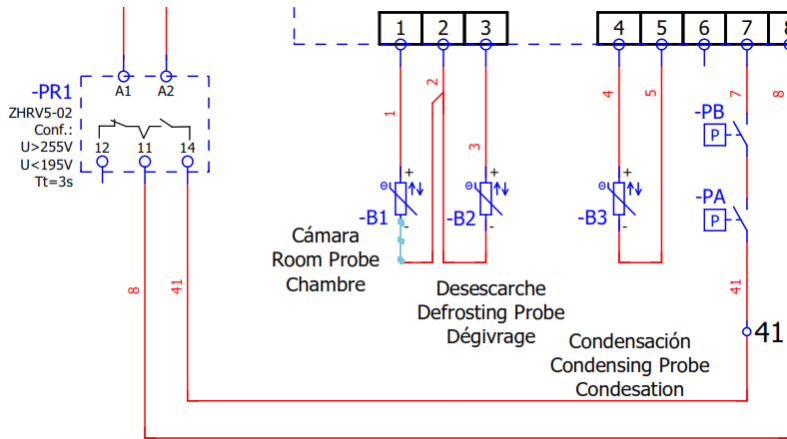 1 2 3 4 5 6 7 8
-PR1
A1 A2
ZHRV5-02
Conf.:
U>255V
U<195V
Tt=3s
12 11 14
1
2
3
4
5
7
8
-PB
P
-PA
P
+
-B1
-
+
-B2
-
+
-B3
-
Θ
Θ
Θ
Cámara
Room Probe
Chambre
Desescarche
Defrosting Probe
Dégivrage
Condensación
Condensing Probe
Condesation
8
41
41
41